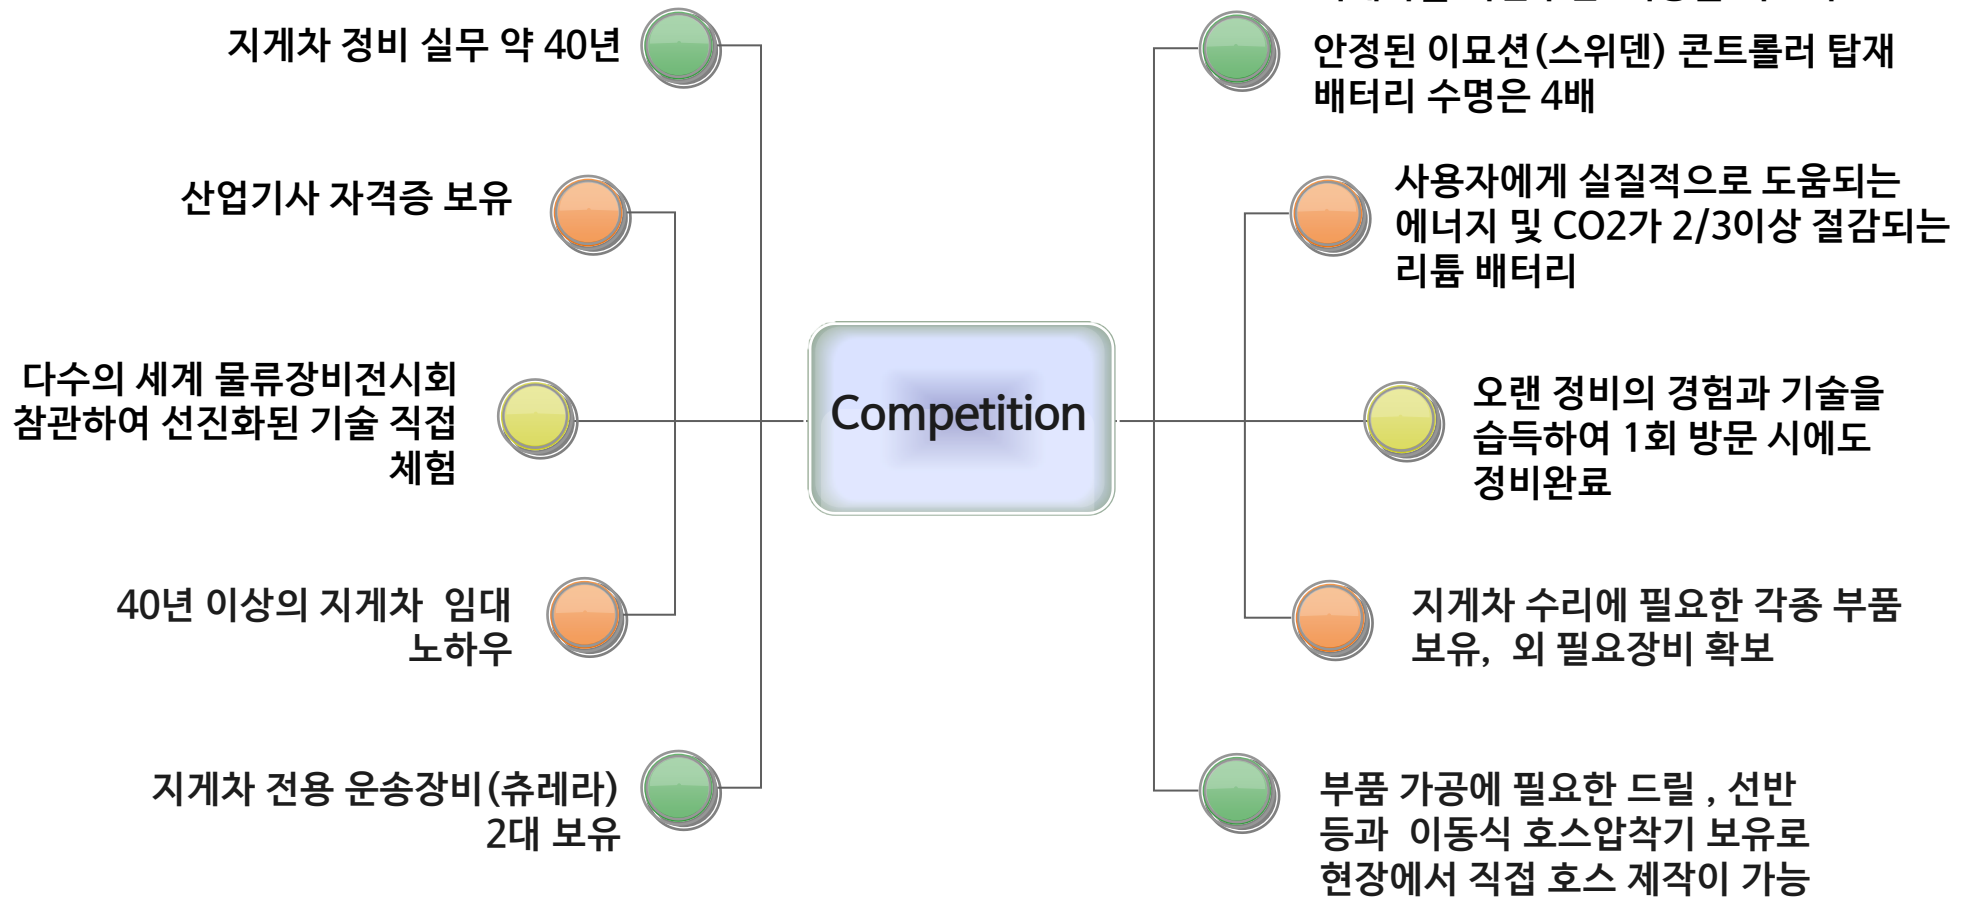 지게차 정비 실무 약 40년
산업기사 자격증 보유
다수의 세계 물류장비전시회
참관하여 선진화된 기술 직접
체험
40년 이상의 지게차 임대
노하우
지게차 전용 운송장비(츄레라)
2대 보유
Competition
안정된 이묘션(스위덴) 콘트롤러 탑재
배터리 수명은 4배
사용자에게 실질적으로 도움되는
에너지 및 CO2가 2/3이상 절감되는
리튬 배터리
오랜 정비의 경험과 기술을
습득하여 1회 방문 시에도
정비완료
지게차 수리에 필요한 각종 부품
보유, 외 필요장비 확보
부품 가공에 필요한 드릴 , 선반
등과 이동식 호스압착기 보유로
현장에서 직접 호스 제작이 가능